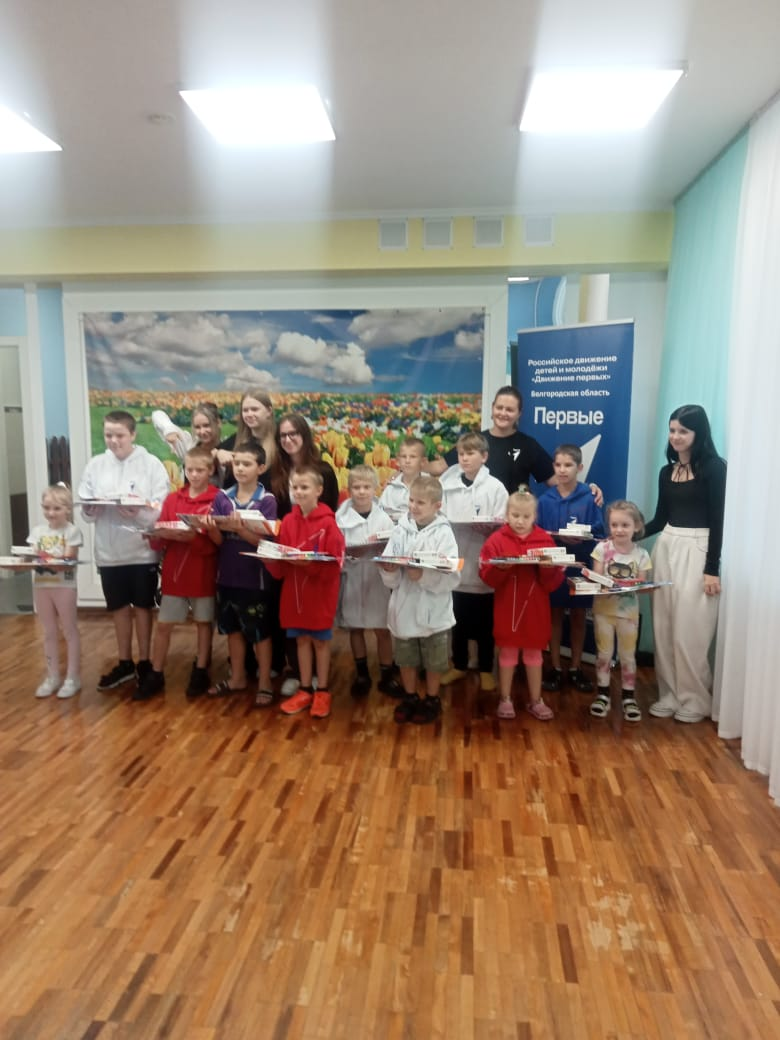 Российское движение
детей и молодёжи
«Движение первых»
Белгородская область
Первые